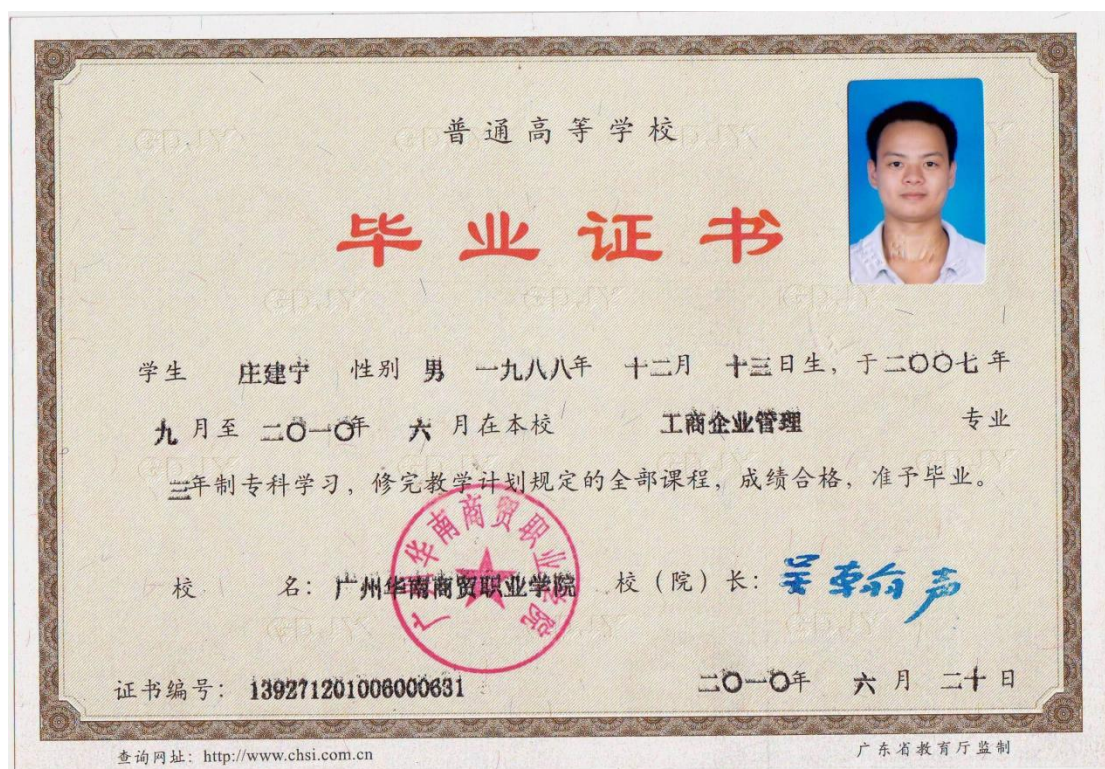 普通高等学校
毕业证书
学生 庄建宁 性别 男 一九八八年 十二月 十三日生，于二〇〇七年
九月至 二〇一〇年 六月在本校 工商企业管理 专业
三年制专科学习，修完教学计划规定的全部课程，成绩合格，准予毕业。
广州华南商贸职业学院
校 名：广州华南商贸职业学院 校（院）长：吴翰声
证书编号：139271201006000631 二〇一〇年 六月二十日
查询网址：http://www.chsi.com.cn 广东省教育厅监制